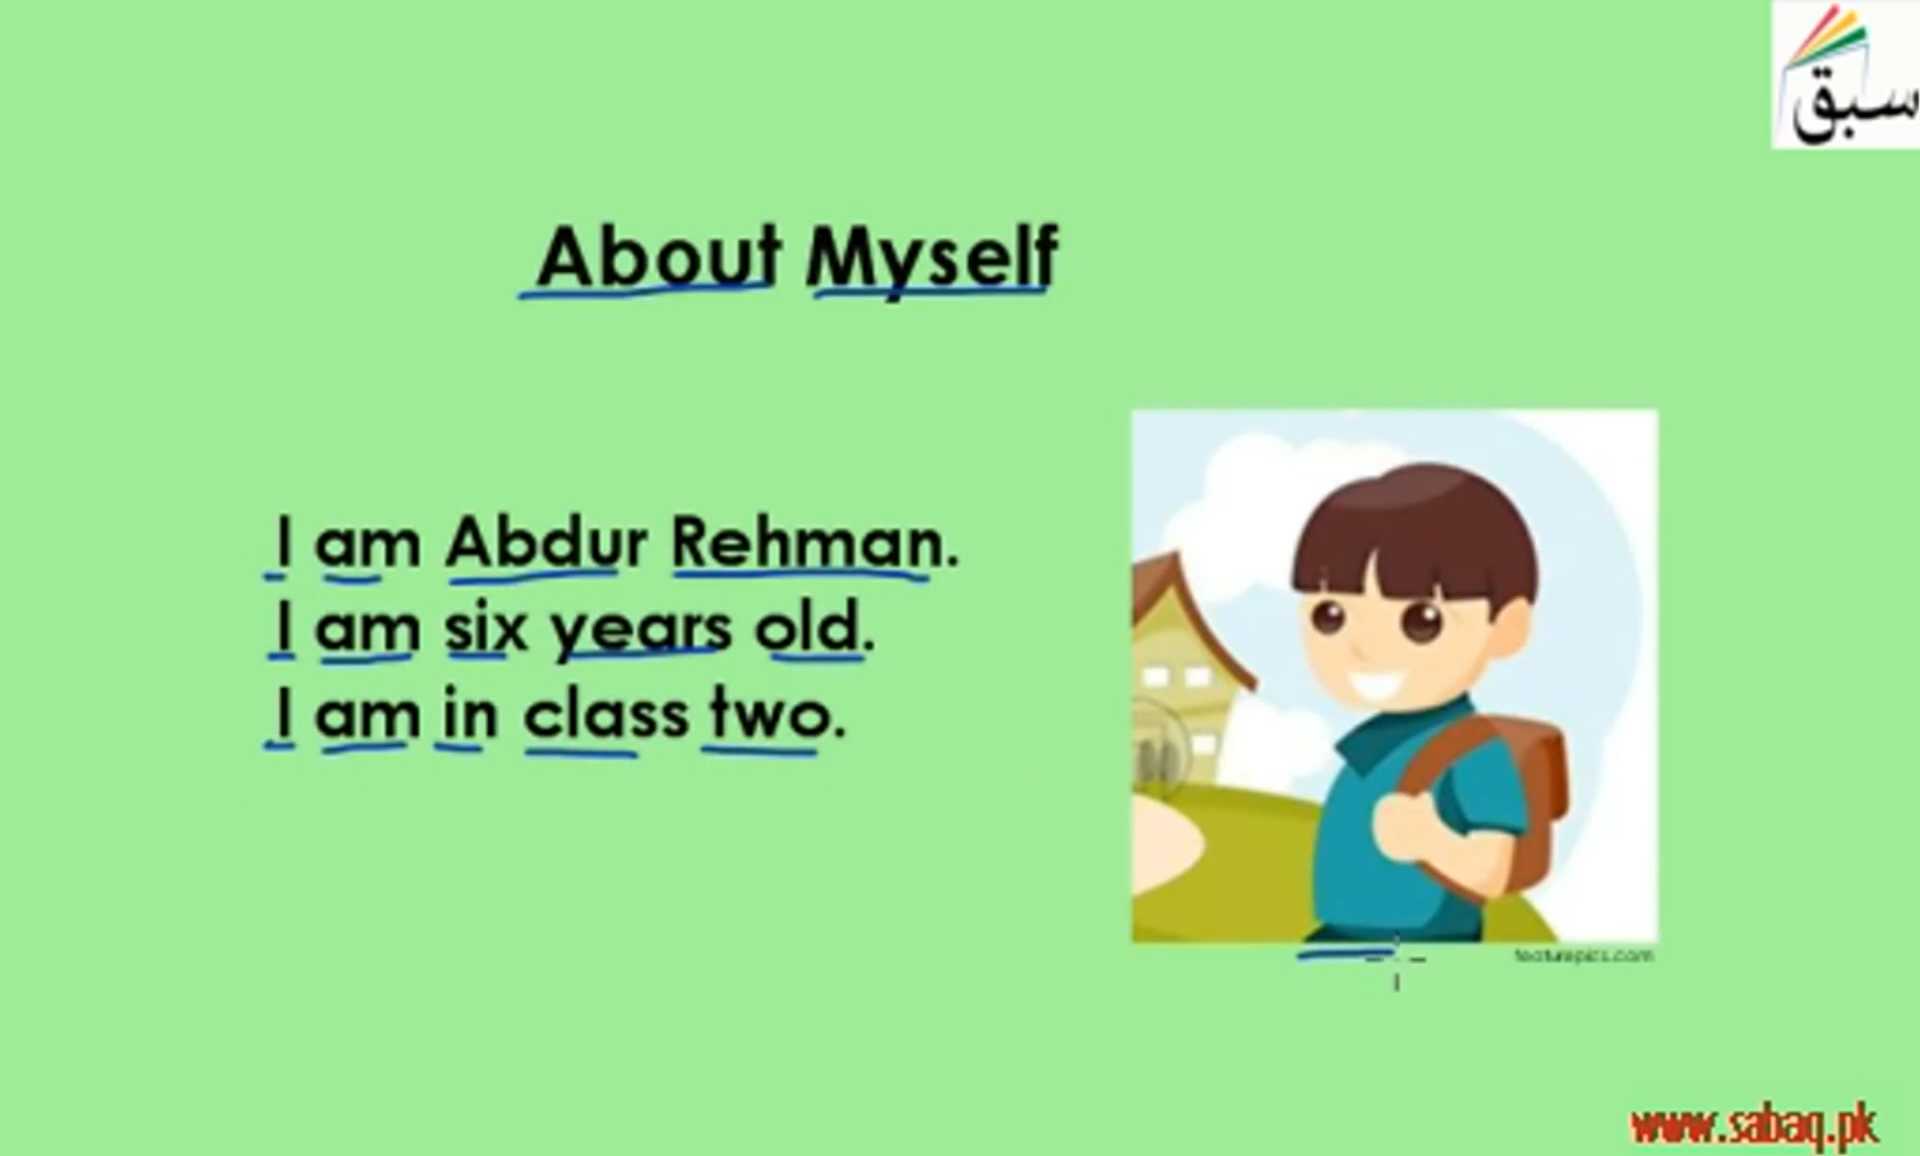 سبق
About Myself
I am Abdur Rehman.
I am six years old.
I am in class two.
www.sabaq.pk